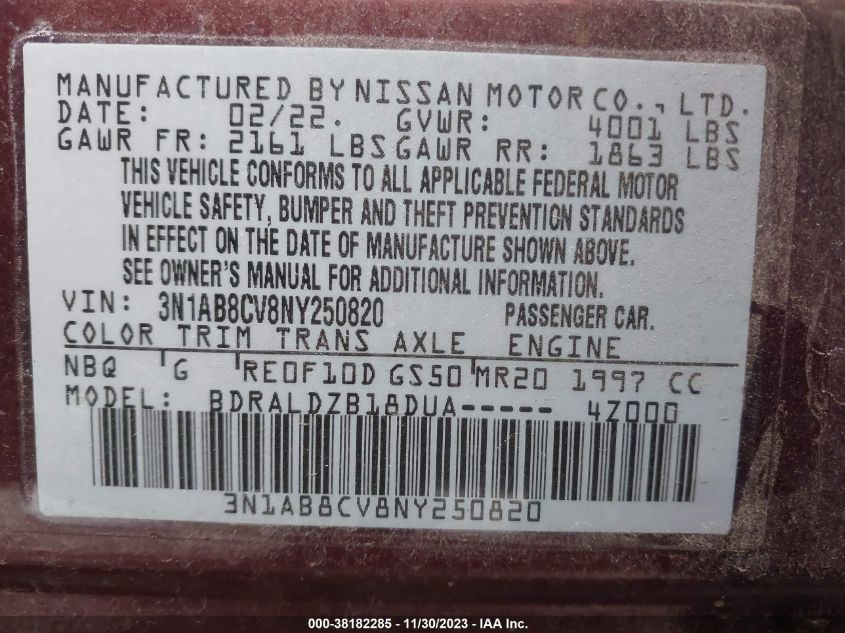 MANUFACTURED BY NISSAN MOTOR CO., LTD.
DATE: 02/22. GVWR: 4001 LBS
GAWR FR: 2161 LBS GAWR RR: 1863 LBS
THIS VEHICLE CONFORMS TO ALL APPLICABLE FEDERAL MOTOR
VEHICLE SAFETY, BUMPER AND THEFT PREVENTION STANDARDS
IN EFFECT ON THE DATE OF MANUFACTURE SHOWN ABOVE.
SEE OWNER'S MANUAL FOR ADDITIONAL INFORMATION.
VIN: 3N1AB8CV8NY250820 PASSENGER CAR.
COLOR TRIM TRANS AXLE ENGINE
NBQ G RE0F10D GS50 MR20 1997 CC
MODEL: BDRALDZB18DUA----- 4Z000
3N1AB8CV8NY250820
000-38182285 - 11/30/2023 - IAA Inc.